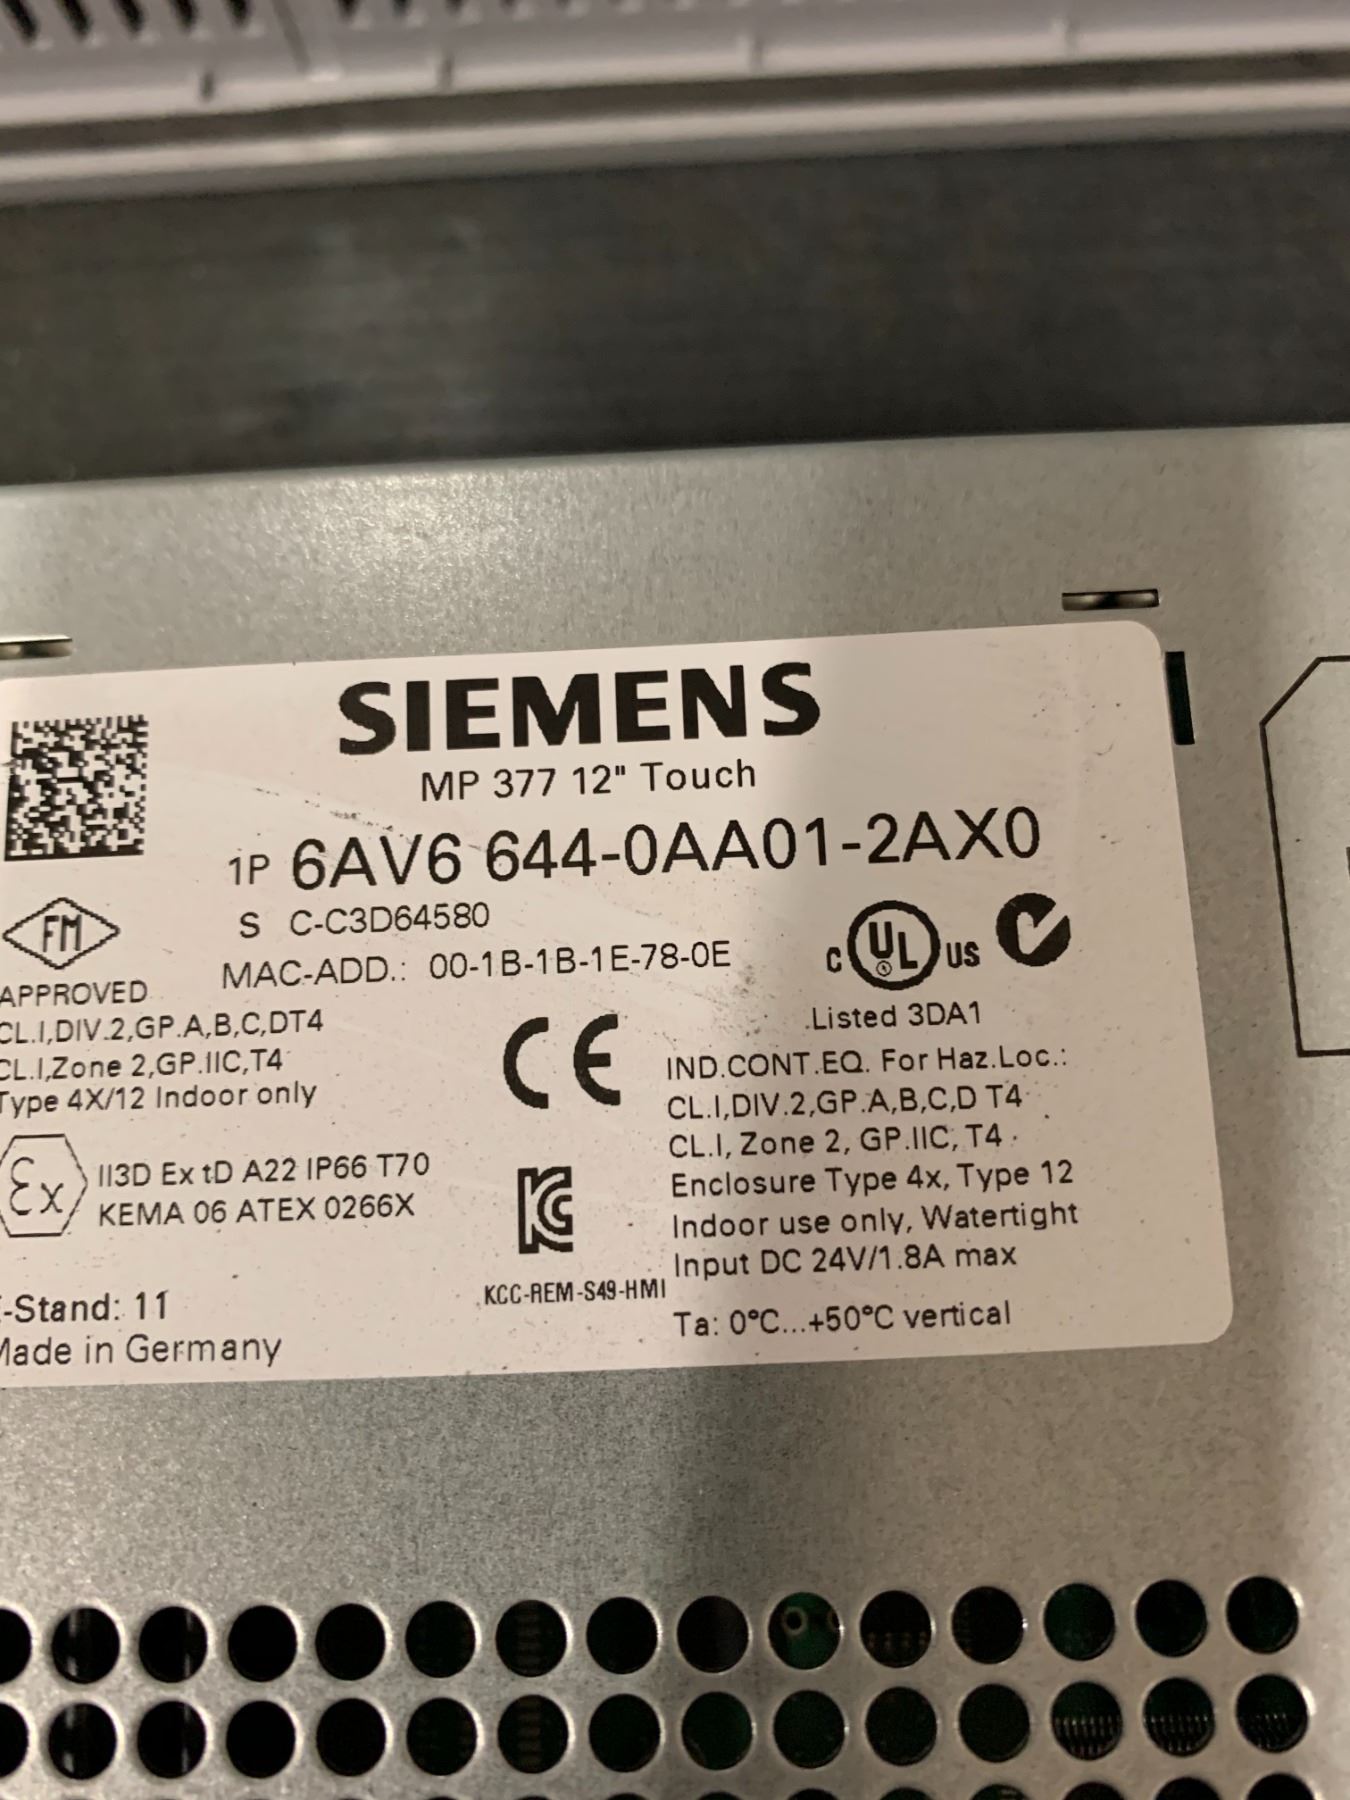 SIEMENS
MP 377 12" Touch
1P 6AV6 644-0AA01-2AX0
S C-C3D64580
MAC-ADD.: 00-1B-1B-1E-78-0E
FM
APPROVED
CL.I,DIV.2,GP.A,B,C,DT4
CL.I,Zone 2,GP.IIC,T4
Type 4X/12 Indoor only
Ex
II3D Ex tD A22 IP66 T70
KEMA 06 ATEX 0266X
-Stand: 11
Made in Germany
CE
KC
KCC-REM-S49-HMI
C UL US
Listed 3DA1
IND.CONT.EQ. For Haz.Loc.:
CL.I,DIV.2,GP.A,B,C,D T4
CL.I, Zone 2, GP.IIC, T4
Enclosure Type 4x, Type 12
Indoor use only, Watertight
Input DC 24V/1.8A max
Ta: 0°C...+50°C vertical